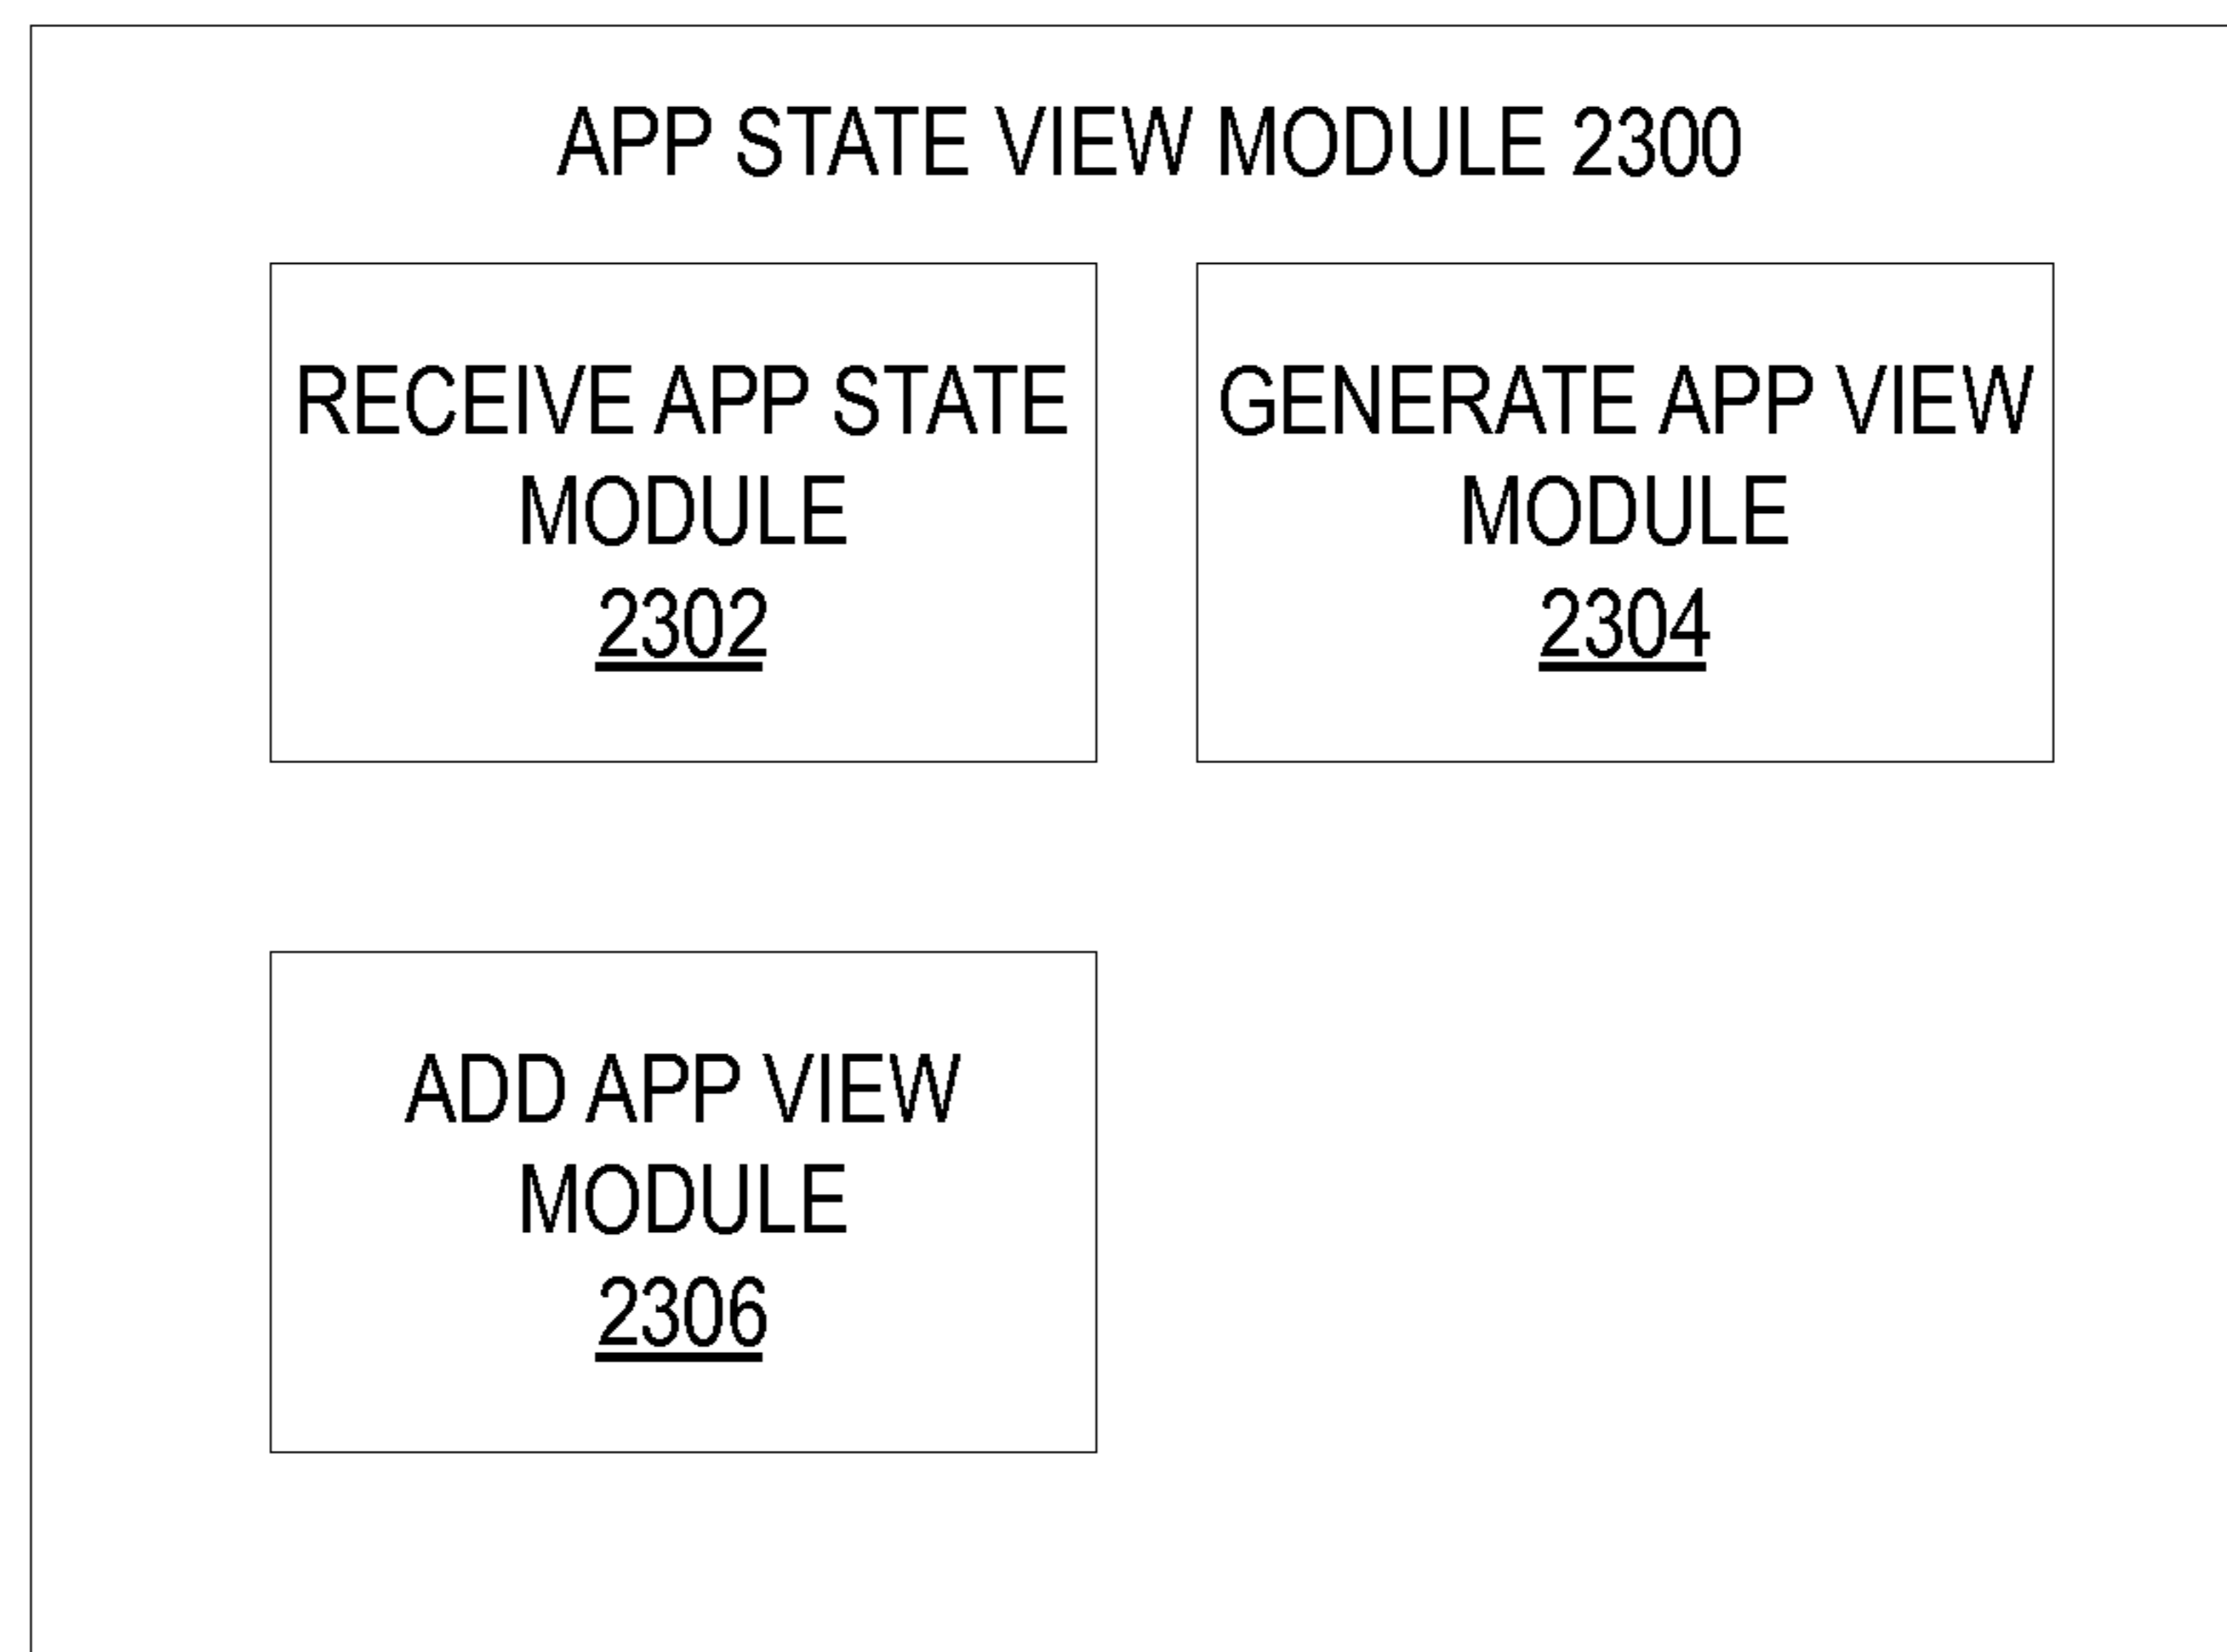 APP STATE VIEW MODULE 2300
RECEIVE APP STATE
MODULE
2302
GENERATE APP VIEW
MODULE
2304
ADD APP VIEW
MODULE
2306